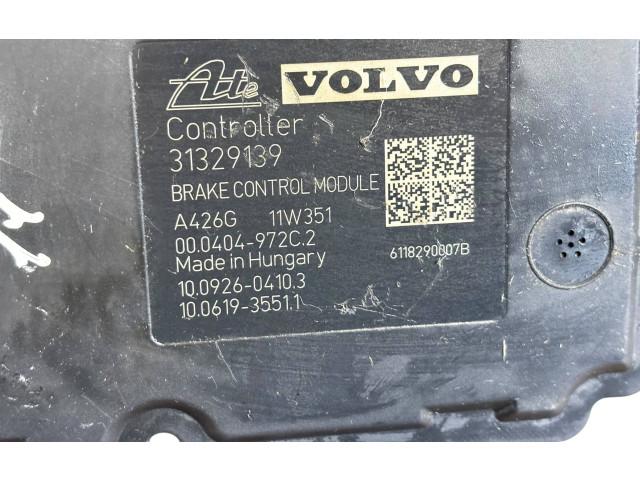 Ate VOLVO
Controller
31329139
BRAKE CONTROL MODULE
A426G 11W351
00.0404-972C.2
Made in Hungary
6118290007B
10.0926-0410.3
10.0619-3551.1